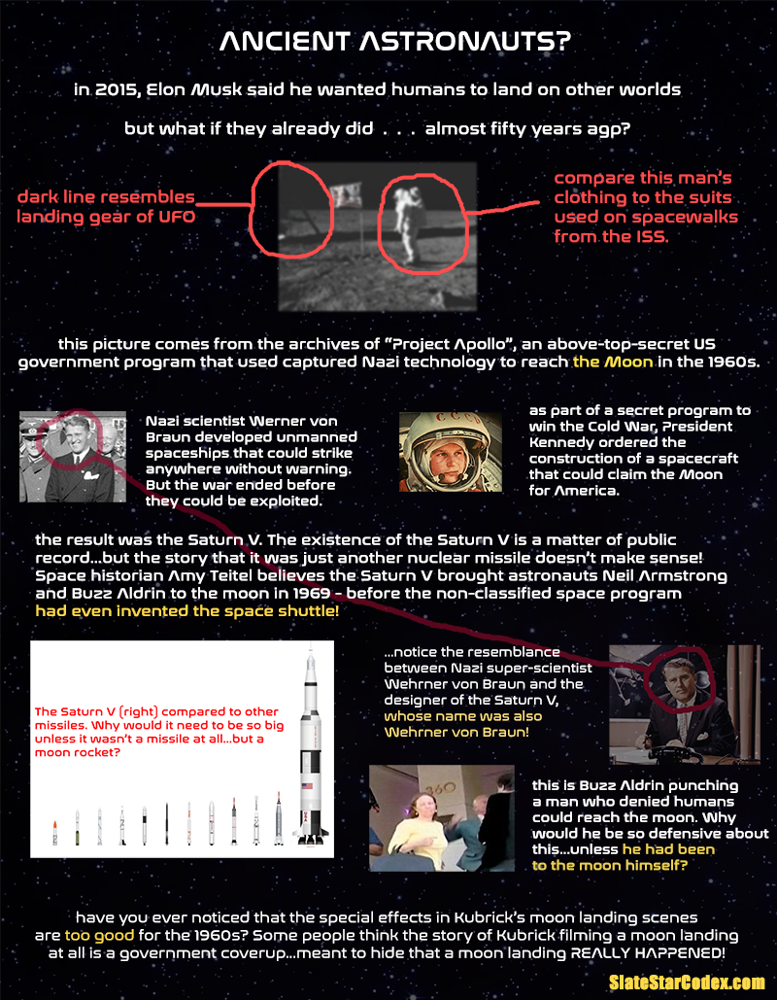 ANCIENT ASTRONAUTS?
in 2015, Elon Musk said he wanted humans to land on other worlds
but what if they already did . . . almost fifty years agp?
dark line resembles
landing gear of UFO
compare this man's
clothing to the suits
used on spacewalks
from the ISS.
this picture comes from the archives of "Project Apollo", an above-top-secret US
government program that used captured Nazi technology to reach the Moon in the 1960s.
Nazi scientist Werner von
Braun developed unmanned
spaceships that could strike
anywhere without warning.
But the war ended before
they could be exploited.
CCC
as part of a secret program to
win the Cold War, President
Kennedy ordered the
construction of a spacecraft
that could claim the Moon
for America.
the result was the Saturn V. The existence of the Saturn V is a matter of public
record...but the story that it was just another nuclear missile doesn't make sense!
Space historian Amy Teitel believes the Saturn V brought astronauts Neil Armstrong
and Buzz Aldrin to the moon in 1969 - before the non-classified space program
had even invented the space shuttle!
The Saturn V (right) compared to other
missiles. Why would it need to be so big
unless it wasn't a missile at all...but a
moon rocket?
...notice the resemblance
between Nazi super-scientist
Wehrner von Braun and the
designer of the Saturn V,
whose name was also
Wehrner von Braun!
360
this is Buzz Aldrin punching
a man who denied humans
could reach the moon. Why
would he be so defensive about
this...unless he had been
to the moon himself?
have you ever noticed that the special effects in Kubrick's moon landing scenes
are too good for the 1960s? Some people think the story of Kubrick filming a moon landing
at all is a government coverup...meant to hide that a moon landing REALLY HAPPENED!
SlateStarCodex.com